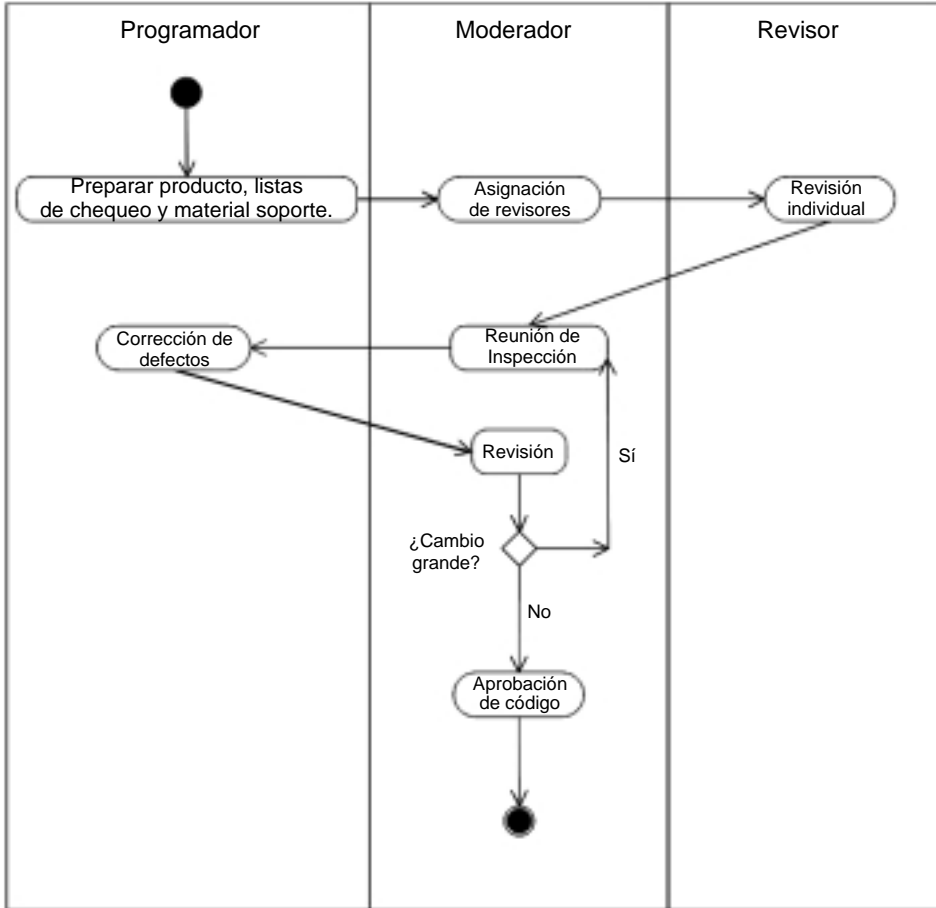 Programador
Moderador
Revisor
Preparar producto, listas
de chequeo y material soporte.
Asignación
de revisores
Revisión
individual
Corrección de
defectos
Reunión de
Inspección
Revisión
Sí
¿Cambio
grande?
No
Aprobación
de código